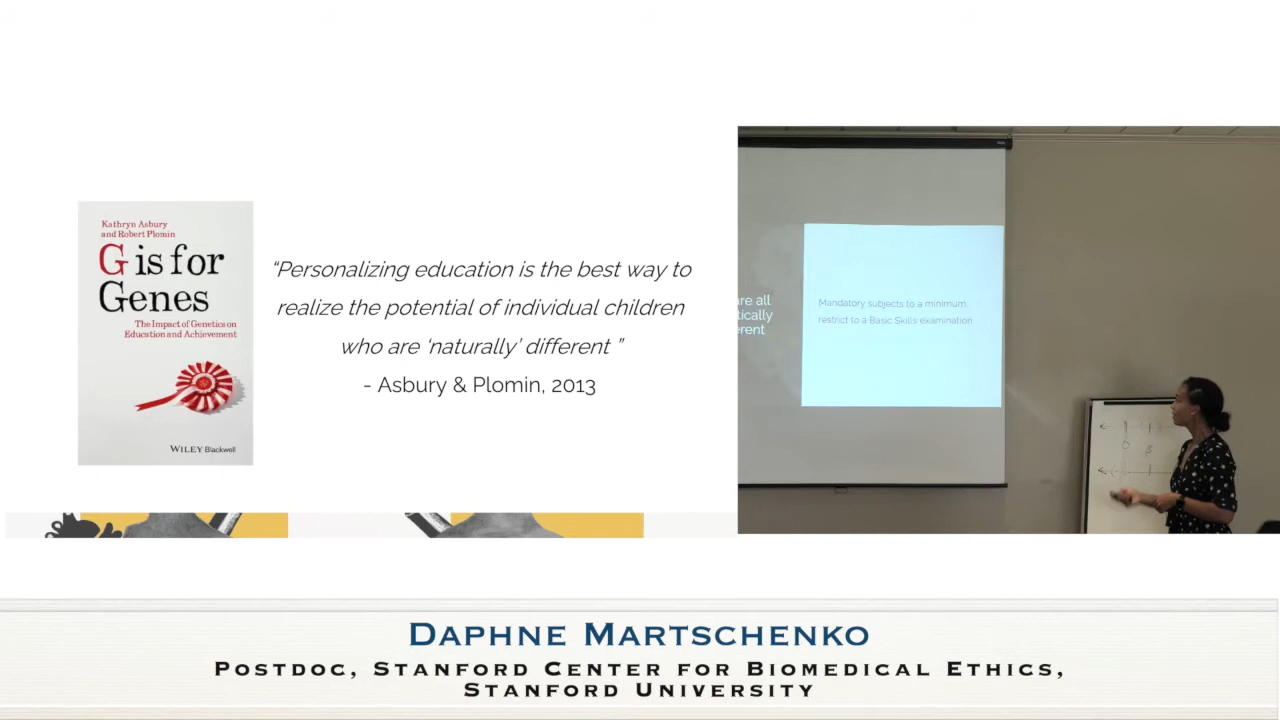 Kathryn Asbury
and Robert Plomin
G is for
Genes
The Impact of Genetics on
Education and Achievement
WILEY Blackwell
“Personalizing education is the best way to
realize the potential of individual children
who are ‘naturally’ different ”
- Asbury & Plomin, 2013
are all
tically
erent
Mandatory subjects to a minimum,
restrict to a Basic Skills examination
DAPHNE MARTSCHENKO
POSTDOC, STANFORD CENTER FOR BIOMEDICAL ETHICS,
STANFORD UNIVERSITY